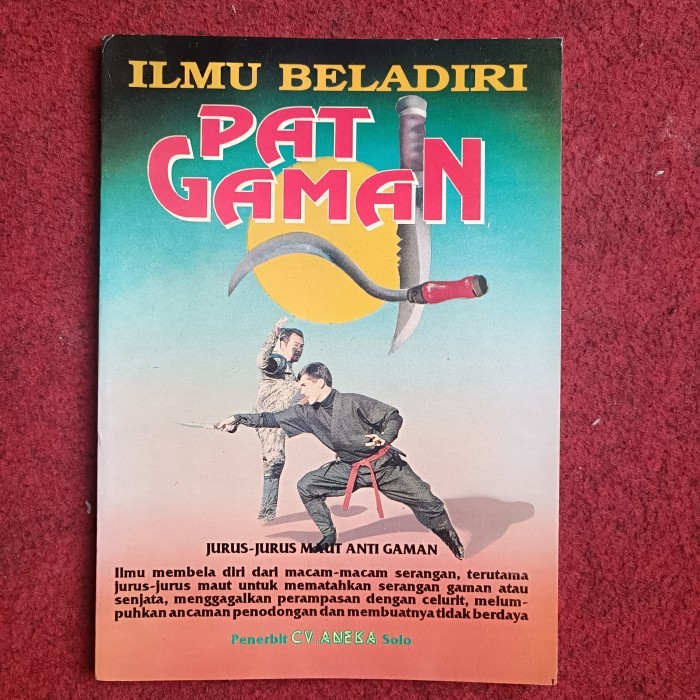 ILMU BELADIRI
PAT
GAMAN
JURUS-JURUS MAUT ANTI GAMAN
Ilmu membela diri dari macam-macam serangan, terutama
jurus-jurus maut untuk mematahkan serangan gaman atau
senjata, menggagalkan perampasan dengan celurit, melum-
puhkan ancaman penodongan dan membuatnya tidak berdaya
Penerbit CV. ANEKA Solo